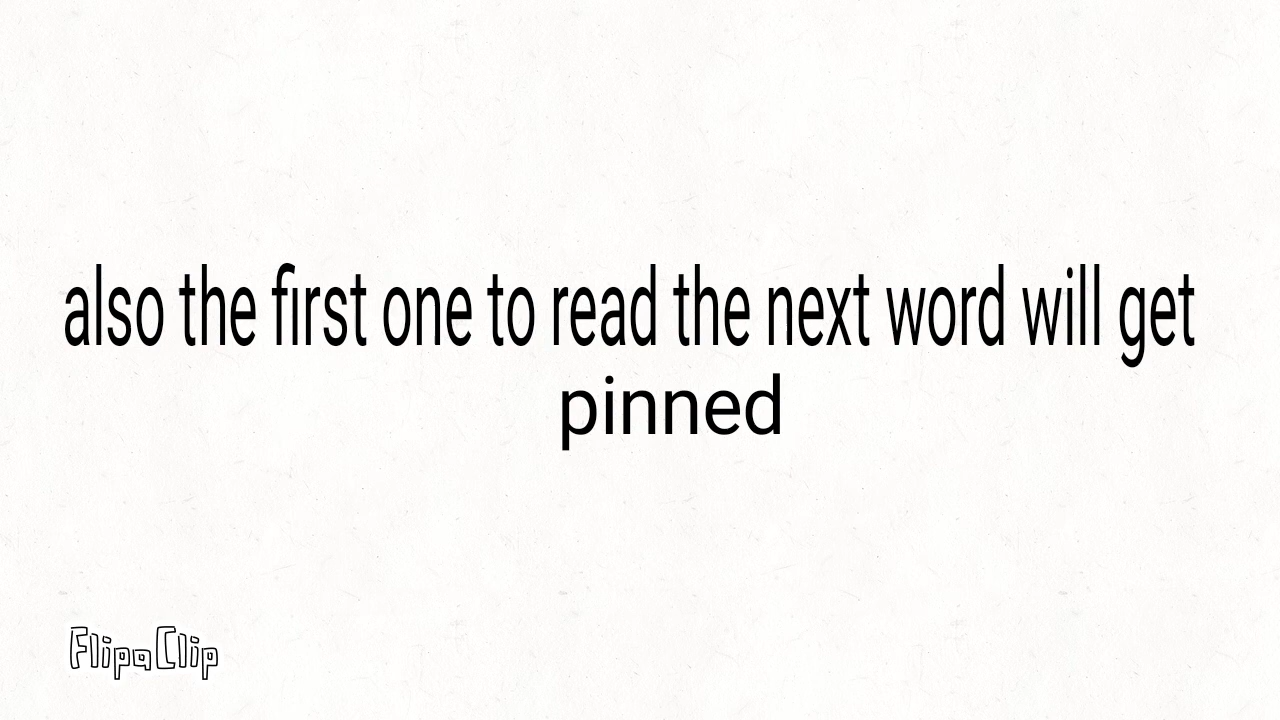 also the first one to read the next word will get
pinned
FlipaClip